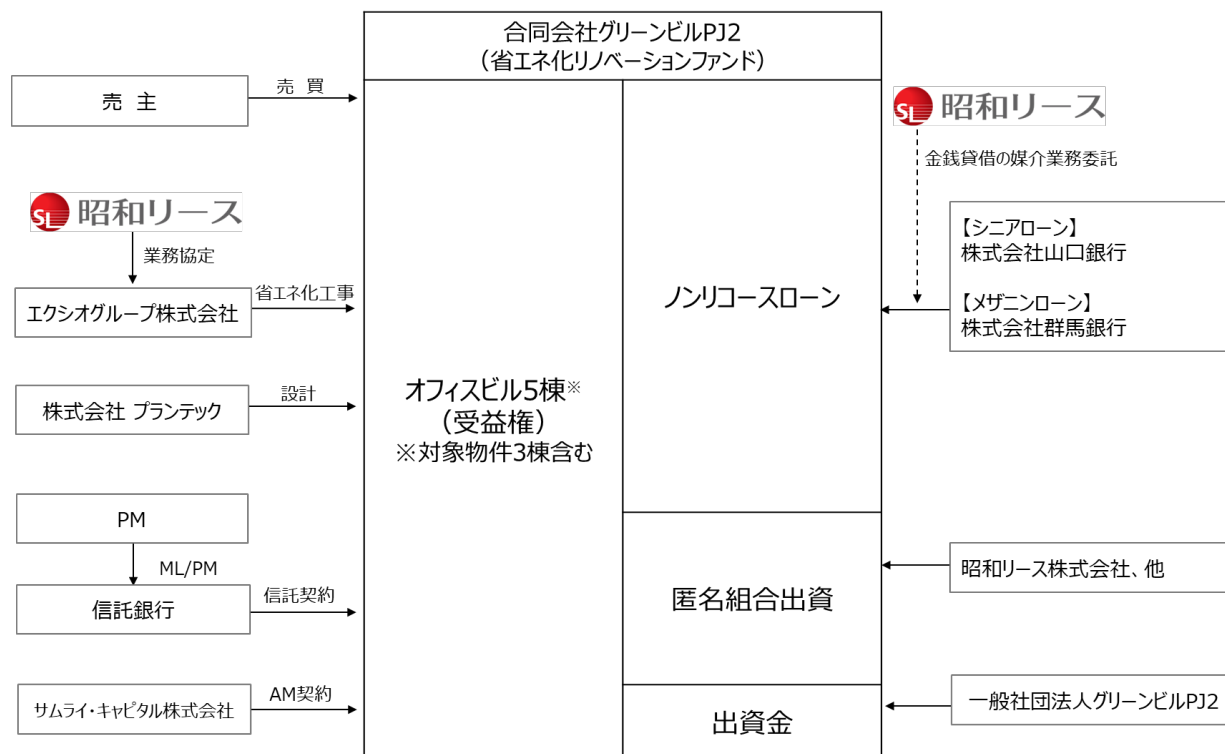 合同会社グリーンビルPJ2
（省エネ化リノベーションファンド）
売 主
売 買
SL 昭和リース
業務協定
エクシオグループ株式会社
省エネ化工事
株式会社 プランテック
設計
PM
ML/PM
信託銀行
信託契約
サムライ・キャピタル株式会社
AM契約
オフィスビル5棟※
（受益権）
※対象物件3棟含む
ノンリコースローン
匿名組合出資
出資金
SL 昭和リース
金銭貸借の媒介業務委託
【シニアローン】
株式会社山口銀行
【メザニンローン】
株式会社群馬銀行
昭和リース株式会社、他
一般社団法人グリーンビルPJ2